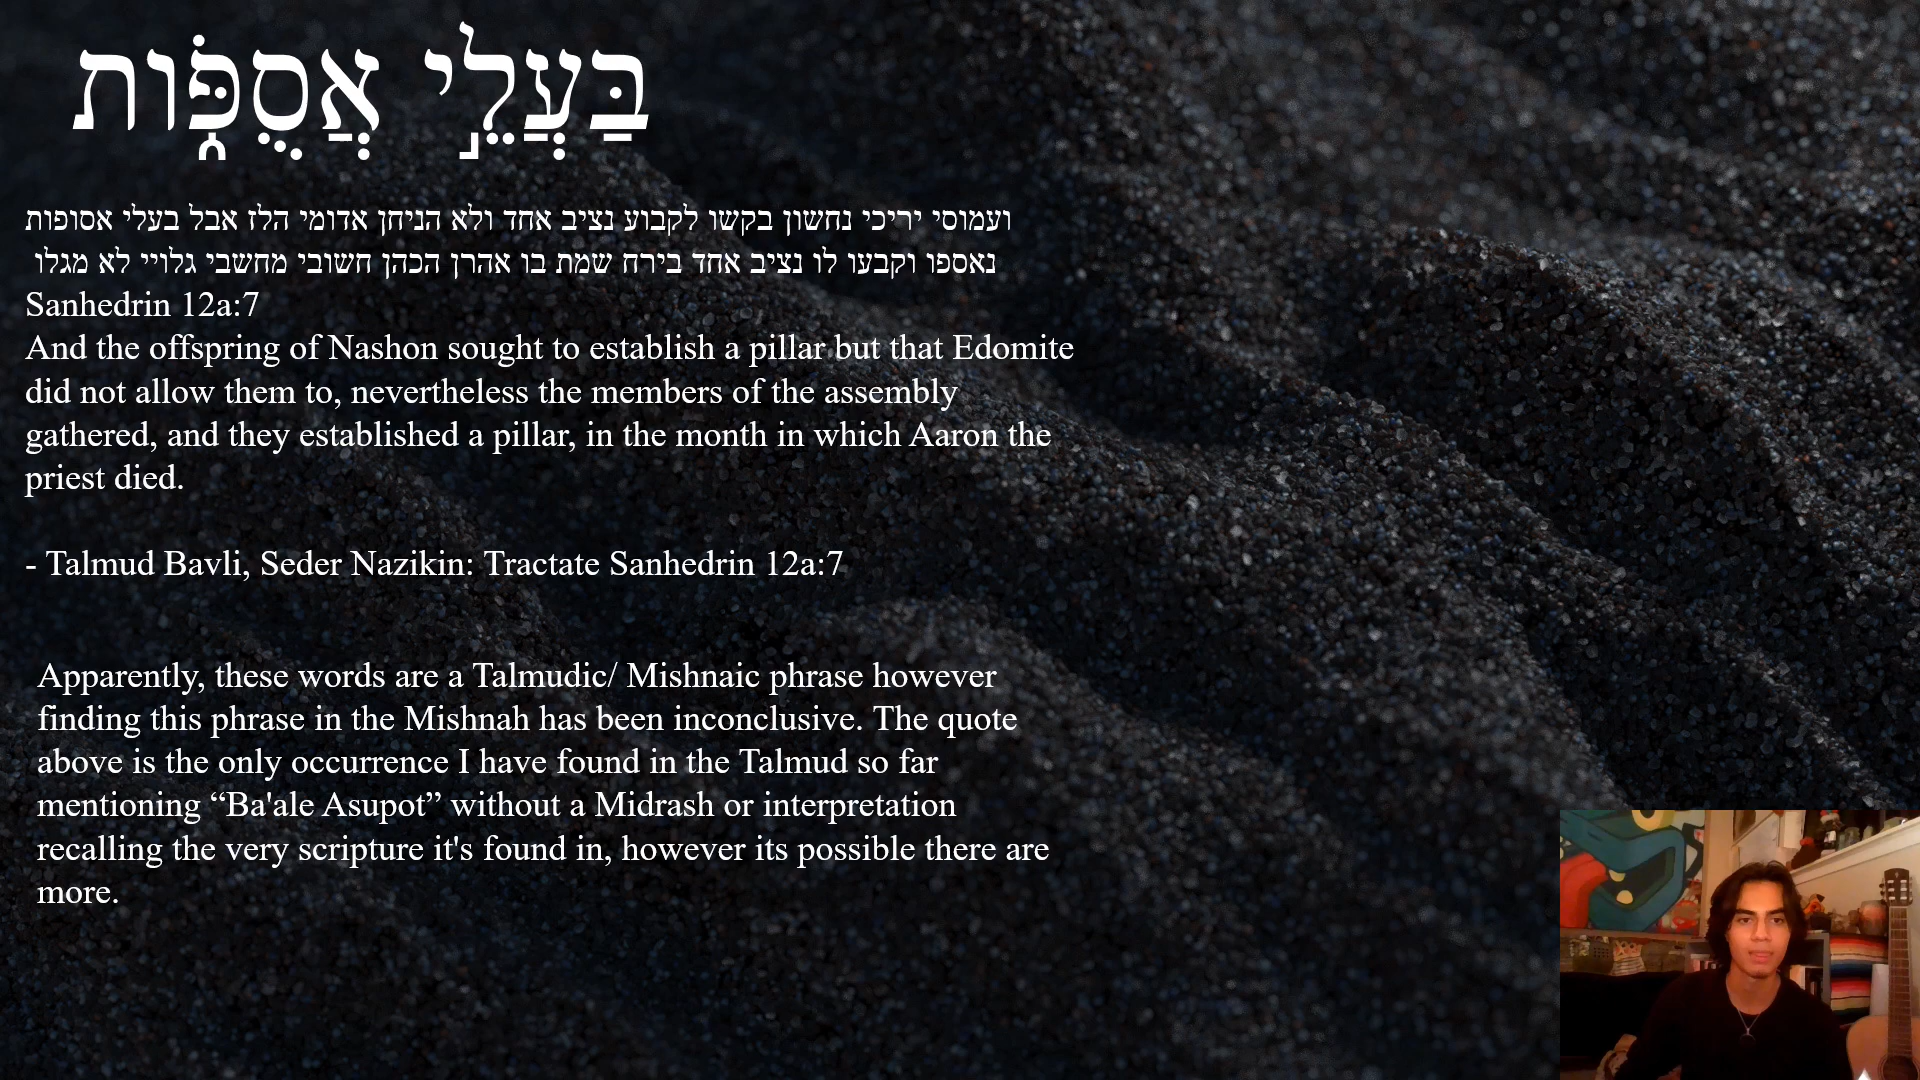 בַּעֲלֵ֣י אֲסֻפּ֔וֹת
ועמוסי יריכי נחשון בקשו לקבוע נציב אחד ולא הניחן אדומי הלז אבל בעלי אסופות
נאספו וקבעו לו נציב אחד בירח שמת בו אהרן הכהן חשובי מחשבי גלויי לא מגלו
Sanhedrin 12a:7
And the offspring of Nashon sought to establish a pillar but that Edomite
did not allow them to, nevertheless the members of the assembly
gathered, and they established a pillar, in the month in which Aaron the
priest died.
- Talmud Bavli, Seder Nazikin: Tractate Sanhedrin 12a:7
Apparently, these words are a Talmudic/ Mishnaic phrase however
finding this phrase in the Mishnah has been inconclusive. The quote
above is the only occurrence I have found in the Talmud so far
mentioning “Ba'ale Asupot” without a Midrash or interpretation
recalling the very scripture it's found in, however its possible there are
more.